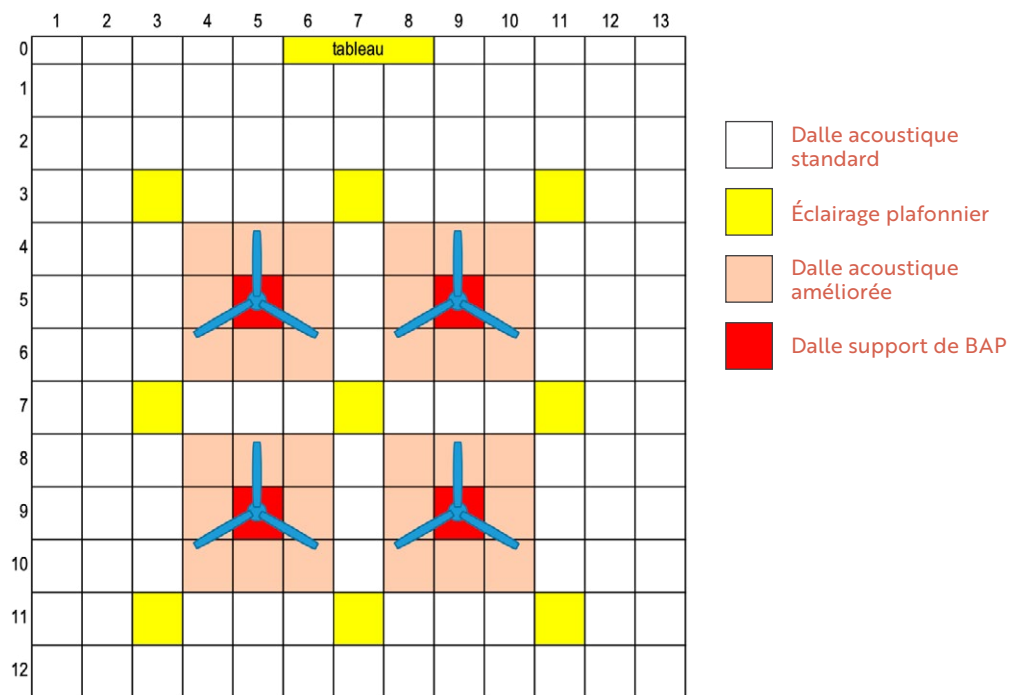 1 2 3 4 5 6 7 8 9 10 11 12 13
0 tableau
1
2
3
4
5
6
7
8
9
10
11
12
Dalle acoustique
standard
Éclairage plafonnier
Dalle acoustique
améliorée
Dalle support de BAP